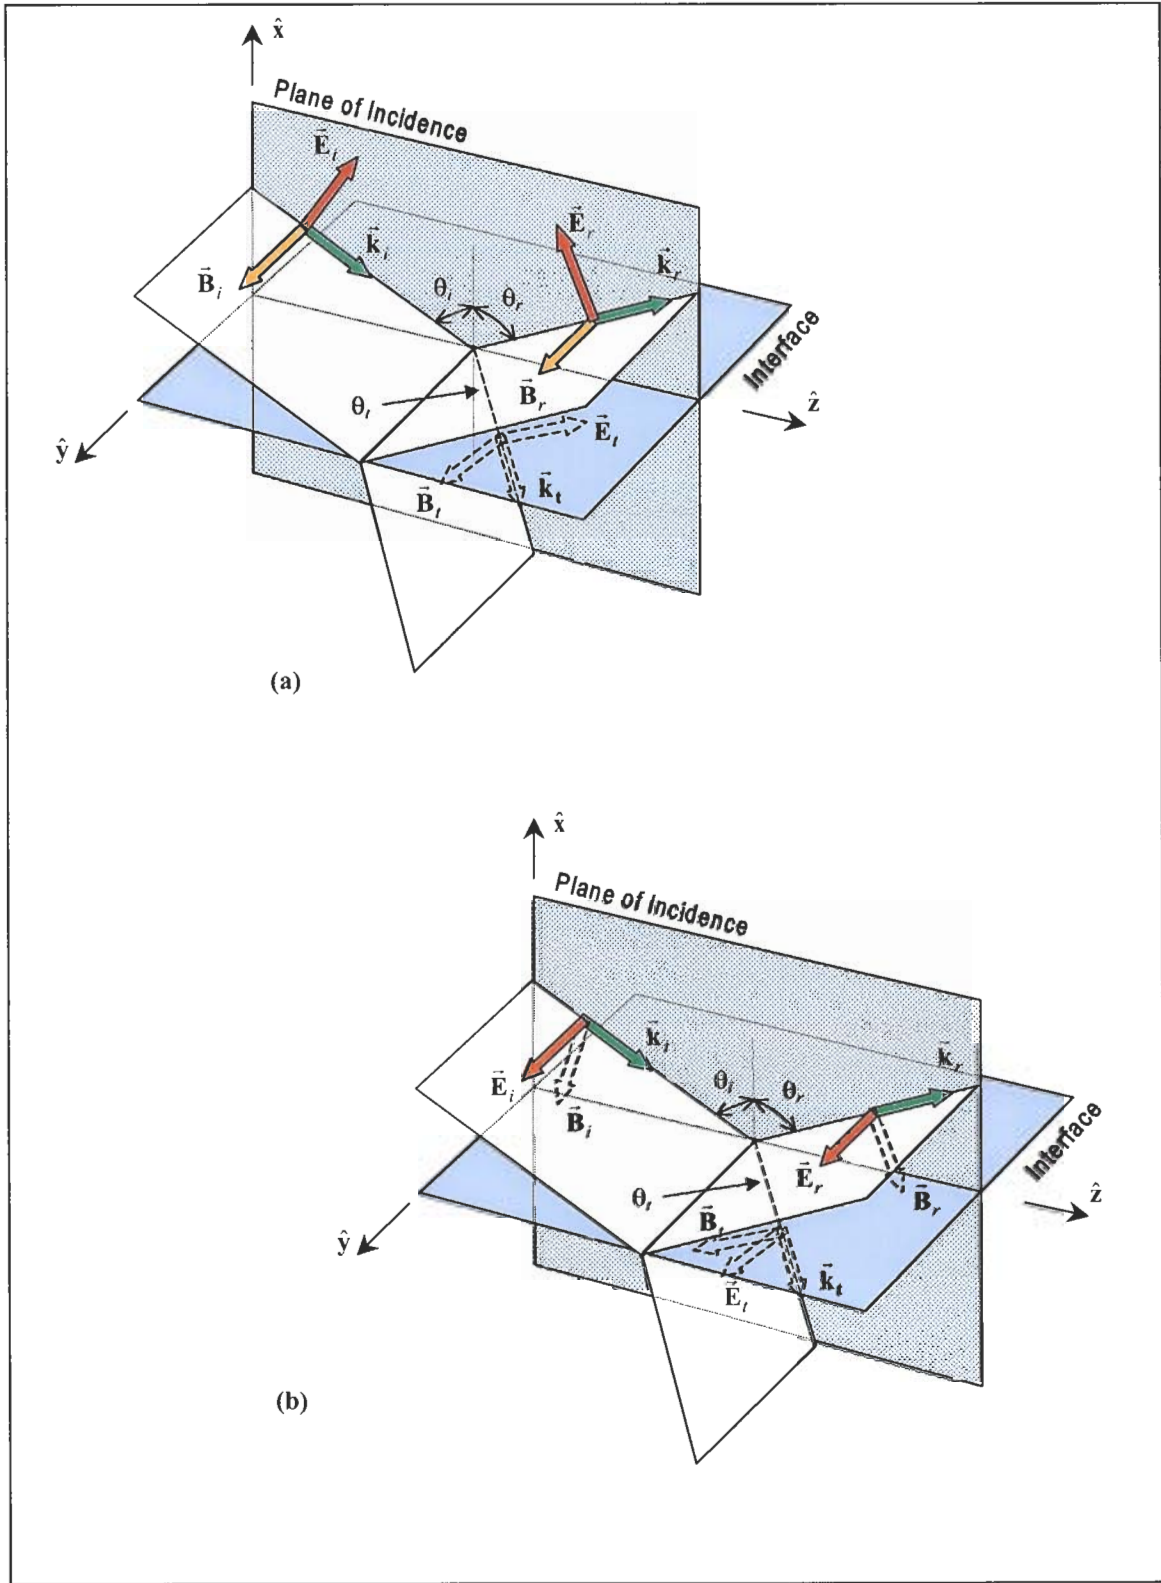 x̂
Plane of Incidence
E⃗i
k⃗i
B⃗i
θi
θr
E⃗r
k⃗r
B⃗r
Interface
ẑ
θt
E⃗t
ŷ
B⃗t
k⃗t
(a)
x̂
Plane of Incidence
k⃗i
E⃗i
B⃗i
θi
θr
k⃗r
E⃗r
B⃗r
Interface
ẑ
θt
B⃗t
ŷ
E⃗t
k⃗t
(b)